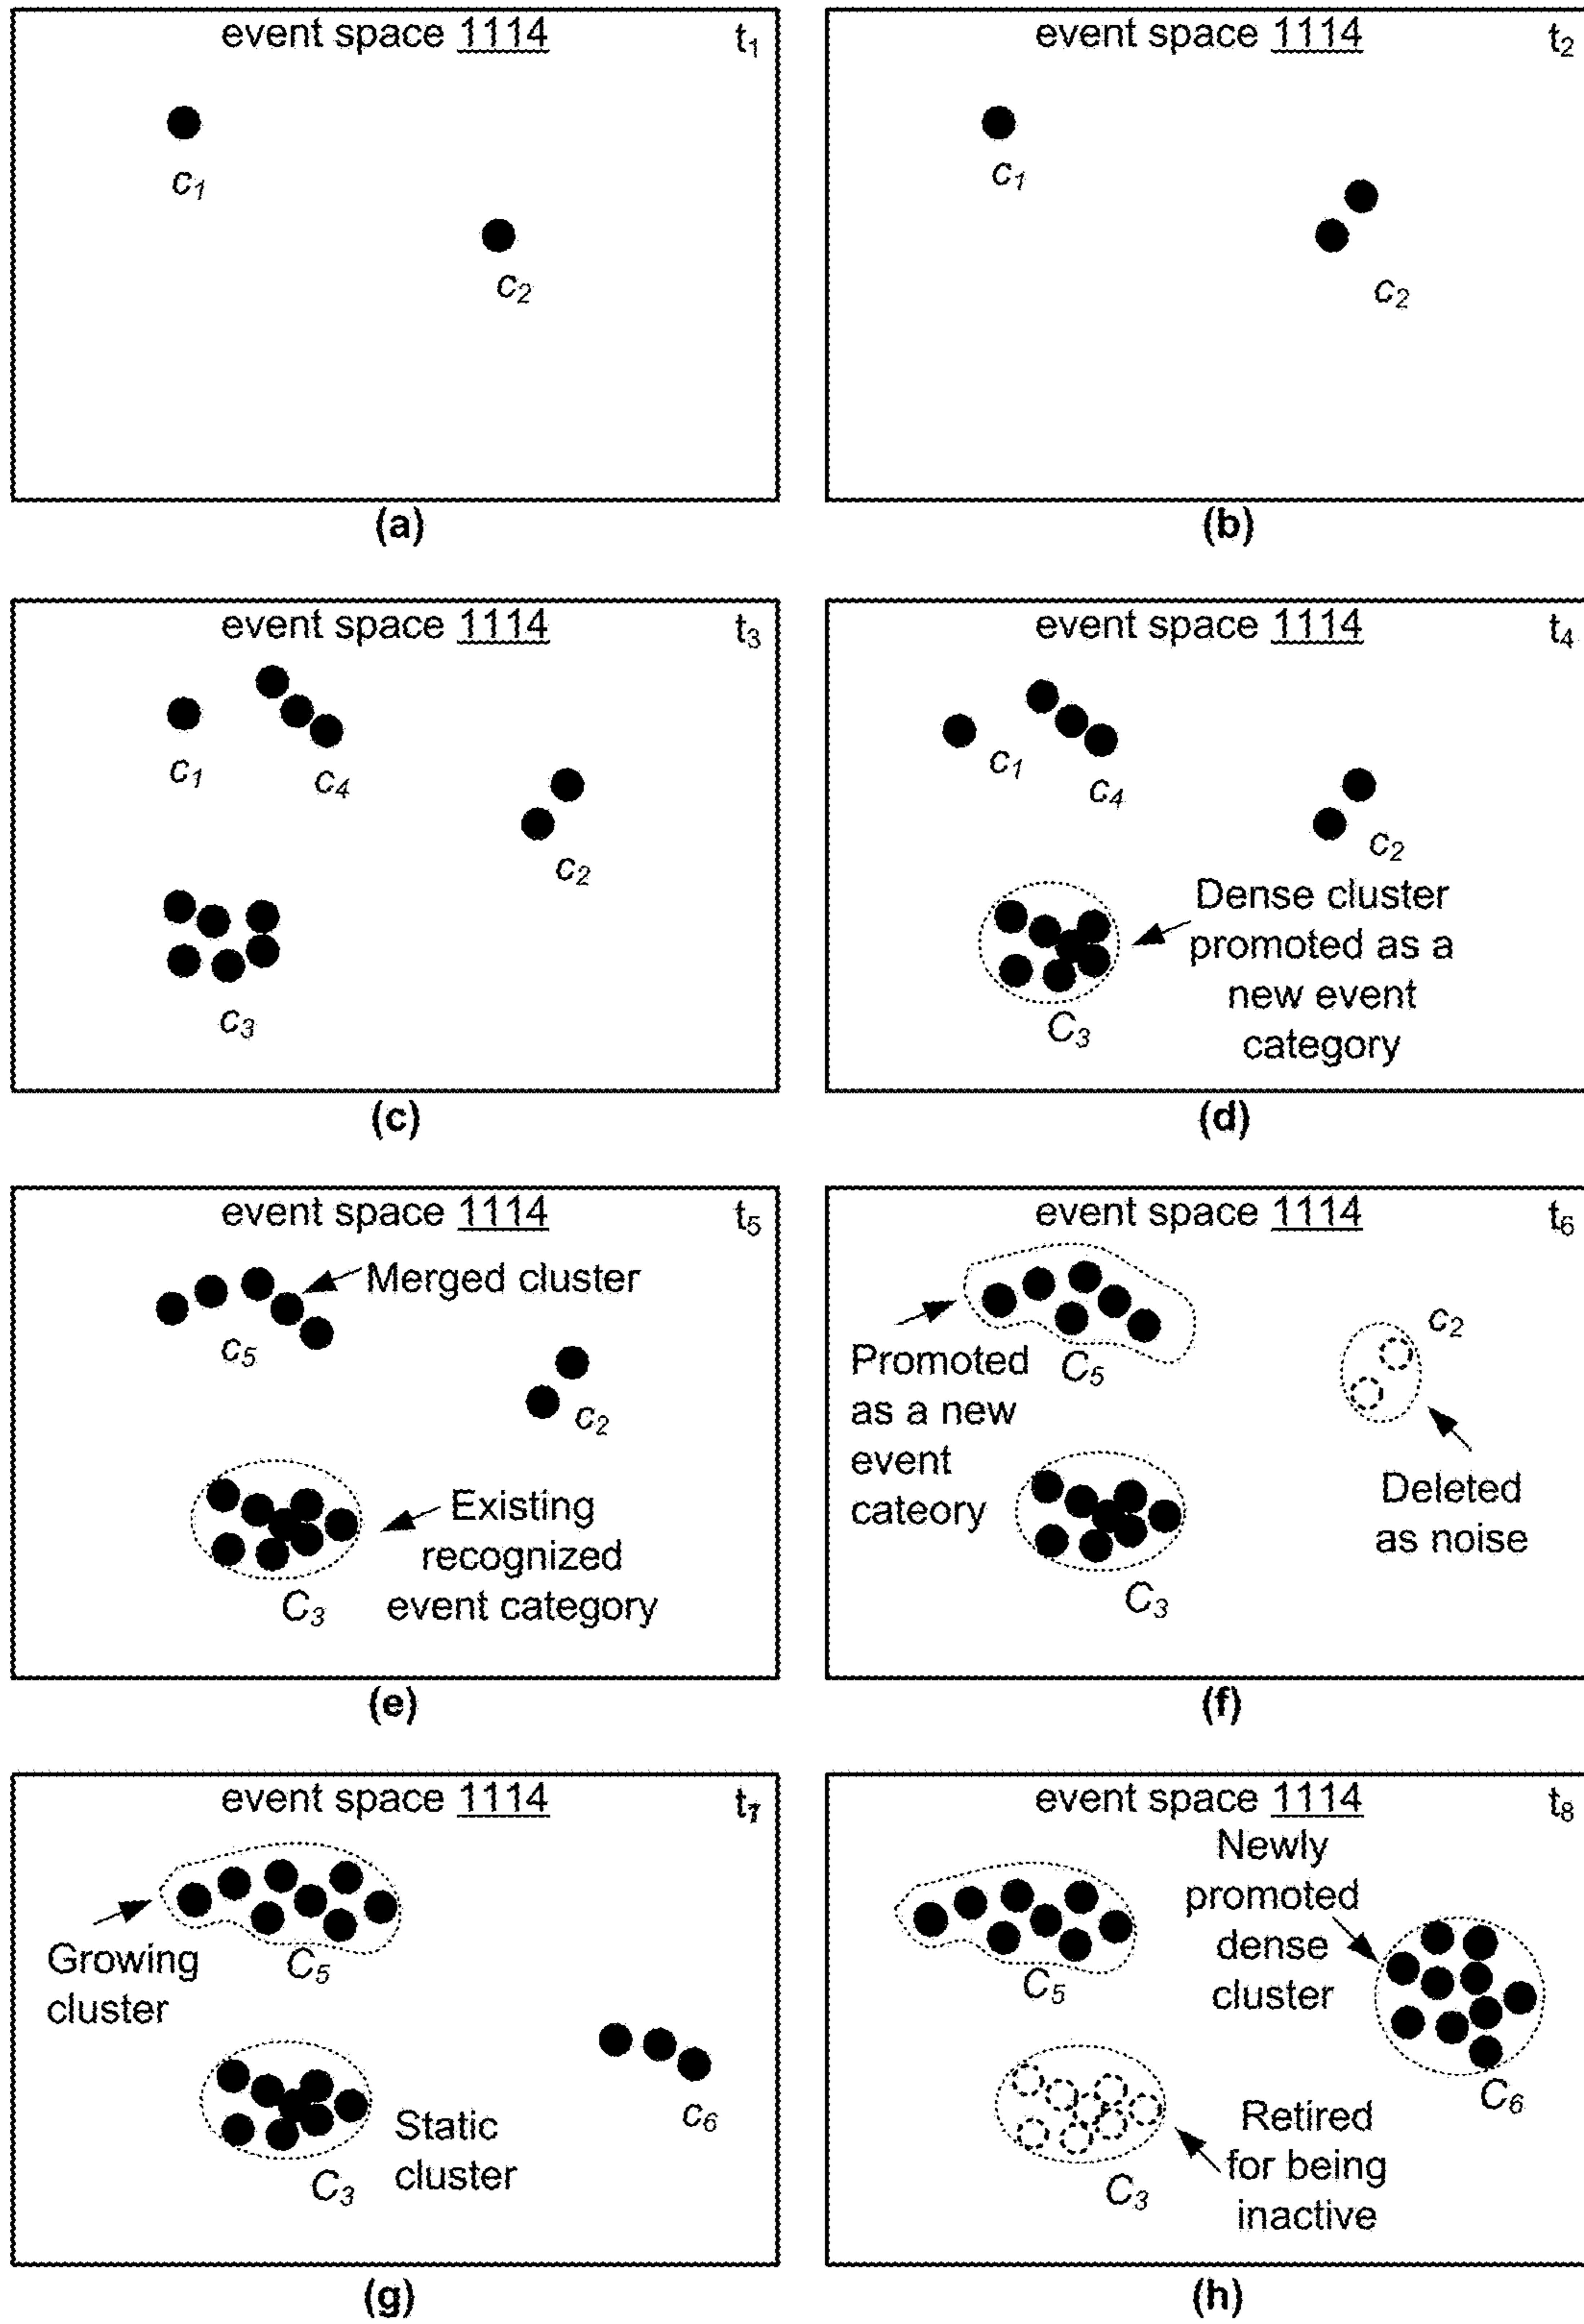 event space 1114 t1
c1
c2
(a)
event space 1114 t2
c1
c2
(b)
event space 1114 t3
c1
c4
c2
c3
(c)
event space 1114 t4
c1
c4
c2
Dense cluster
promoted as a
new event
category
C3
(d)
event space 1114 t5
Merged cluster
c5
c2
Existing
recognized
event category
C3
(e)
event space 1114 t6
c2
Promoted
as a new
event
cateory
C5
Deleted
as noise
C3
(f)
event space 1114 t7
Growing
cluster
C5
c6
Static
cluster
C3
(g)
event space 1114 t8
Newly
promoted
dense
cluster
C5
C6
Retired
for being
inactive
C3
(h)